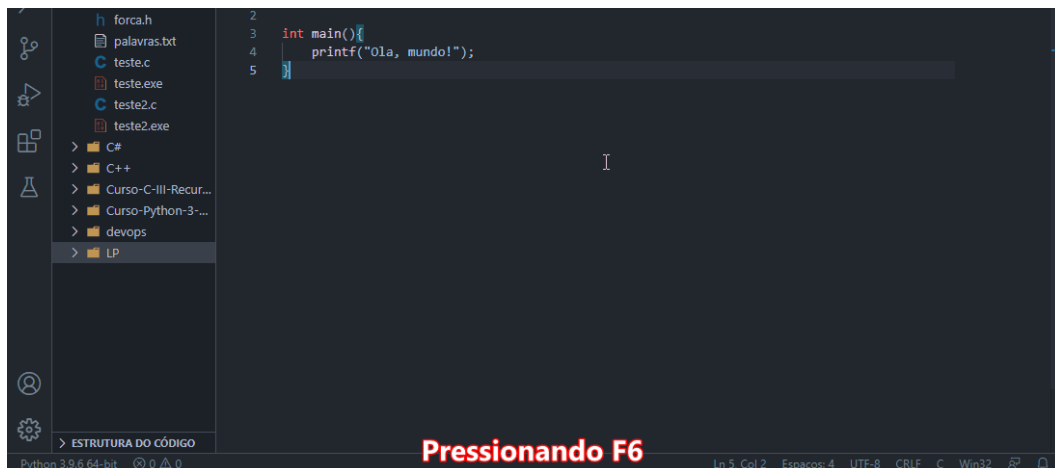 forca.h
palavras.txt
teste.c
teste.exe
teste2.c
teste2.exe
C#
C++
Curso-C-III-Recur...
Curso-Python-3-...
devops
LP
ESTRUTURA DO CÓDIGO
2
3 int main(){
4 printf("Ola, mundo!");
5 }
Pressionando F6
Python 3.9.6 64-bit 0 0
Ln 5, Col 2 Espaços: 4 UTF-8 CRLF C Win32